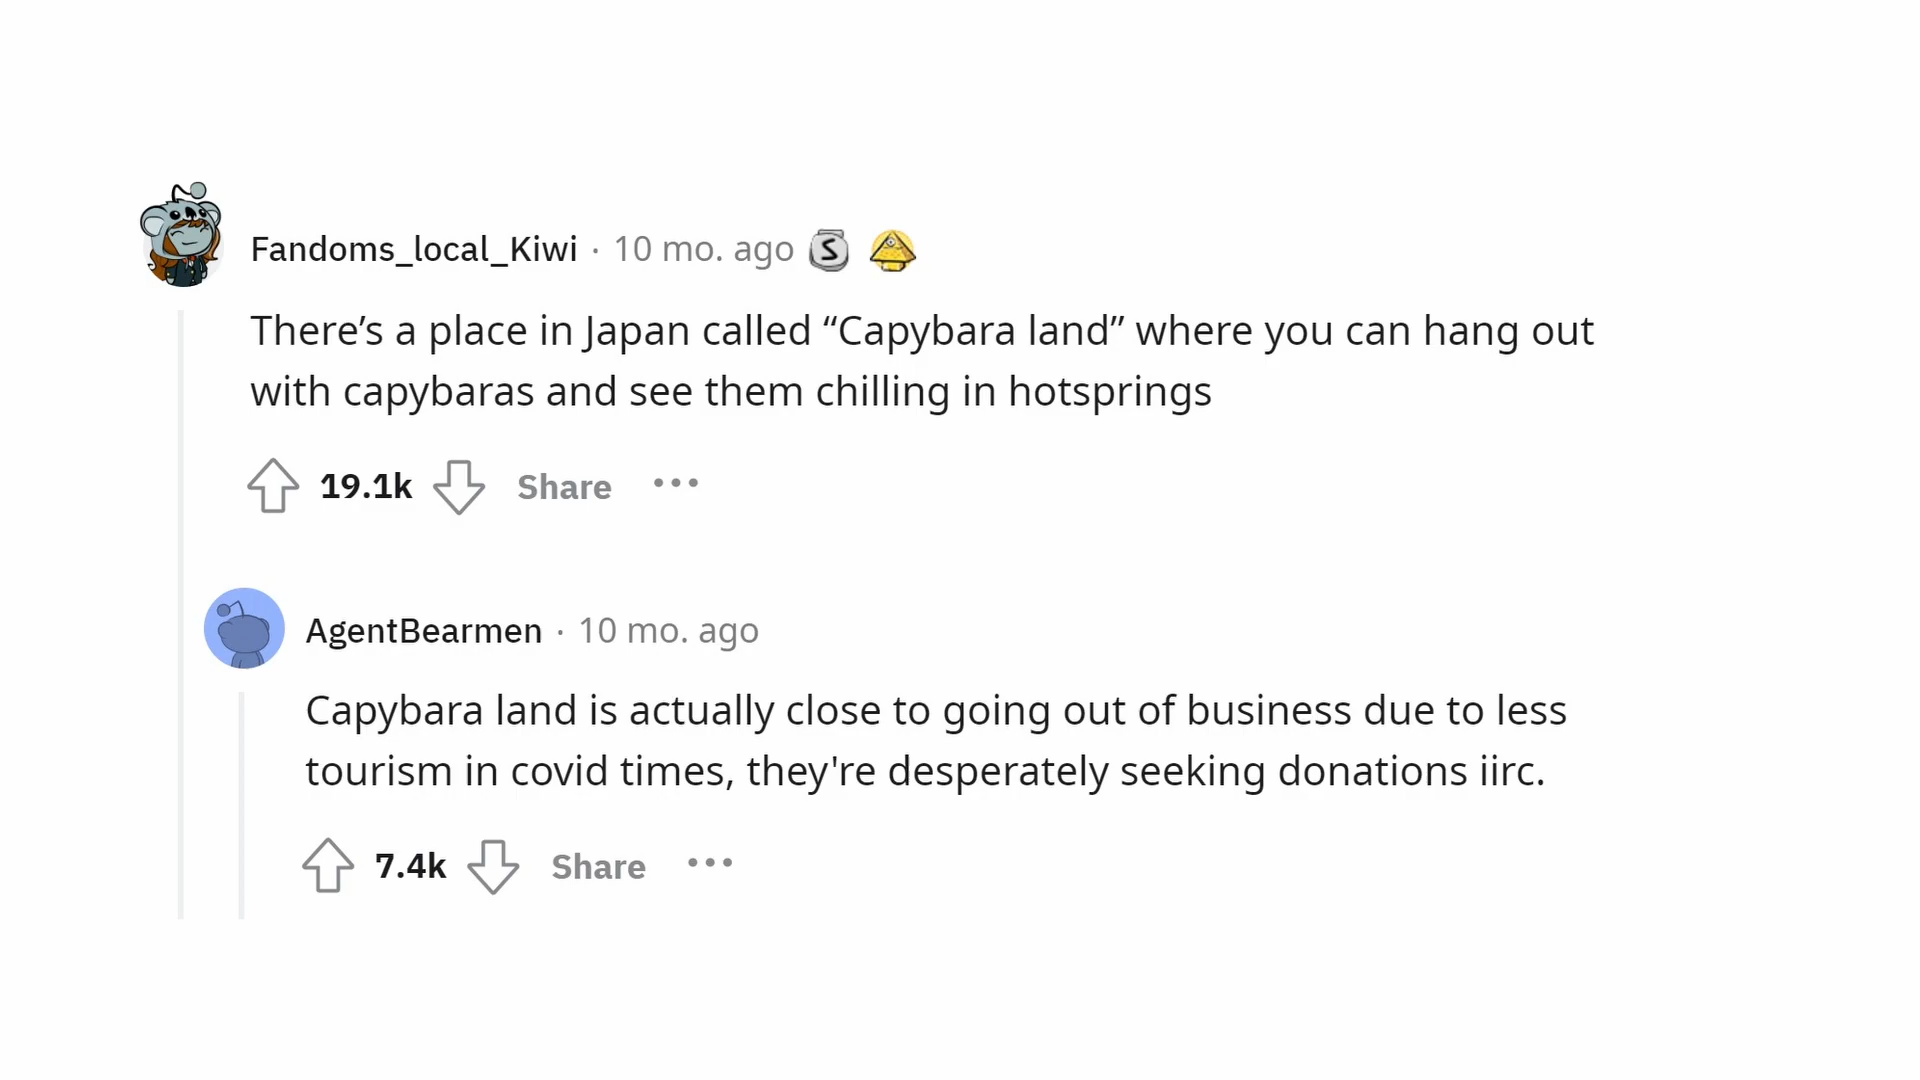 Fandoms_local_Kiwi · 10 mo. ago S
There’s a place in Japan called “Capybara land” where you can hang out
with capybaras and see them chilling in hotsprings
19.1k Share •••
AgentBearmen · 10 mo. ago
Capybara land is actually close to going out of business due to less
tourism in covid times, they're desperately seeking donations iirc.
7.4k Share •••